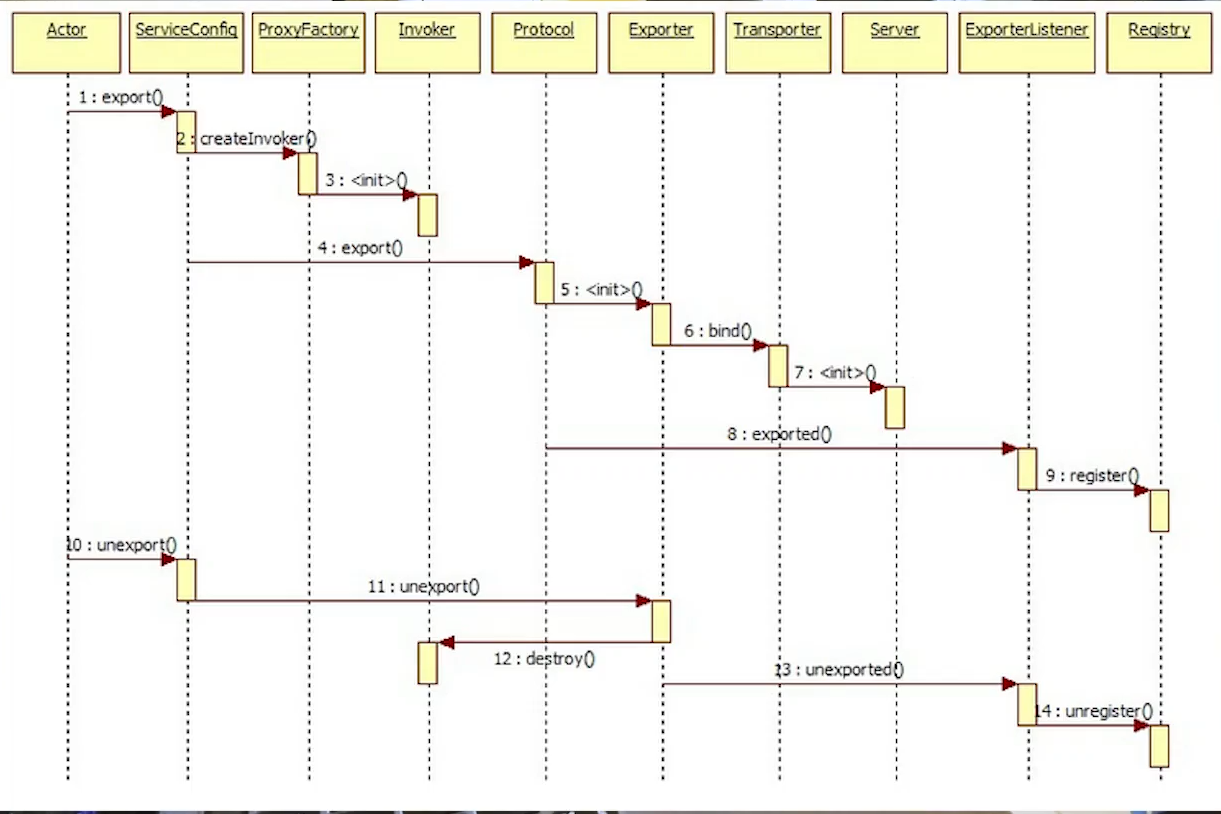 Actor ServiceConfig ProxyFactory Invoker Protocol Exporter Transporter Server ExporterListener Registry
1 : export()
2 : createInvoker()
3 : <init>()
4 : export()
5 : <init>()
6 : bind()
7 : <init>()
8 : exported()
9 : register()
10 : unexport()
11 : unexport()
12 : destroy()
13 : unexported()
14 : unregister()